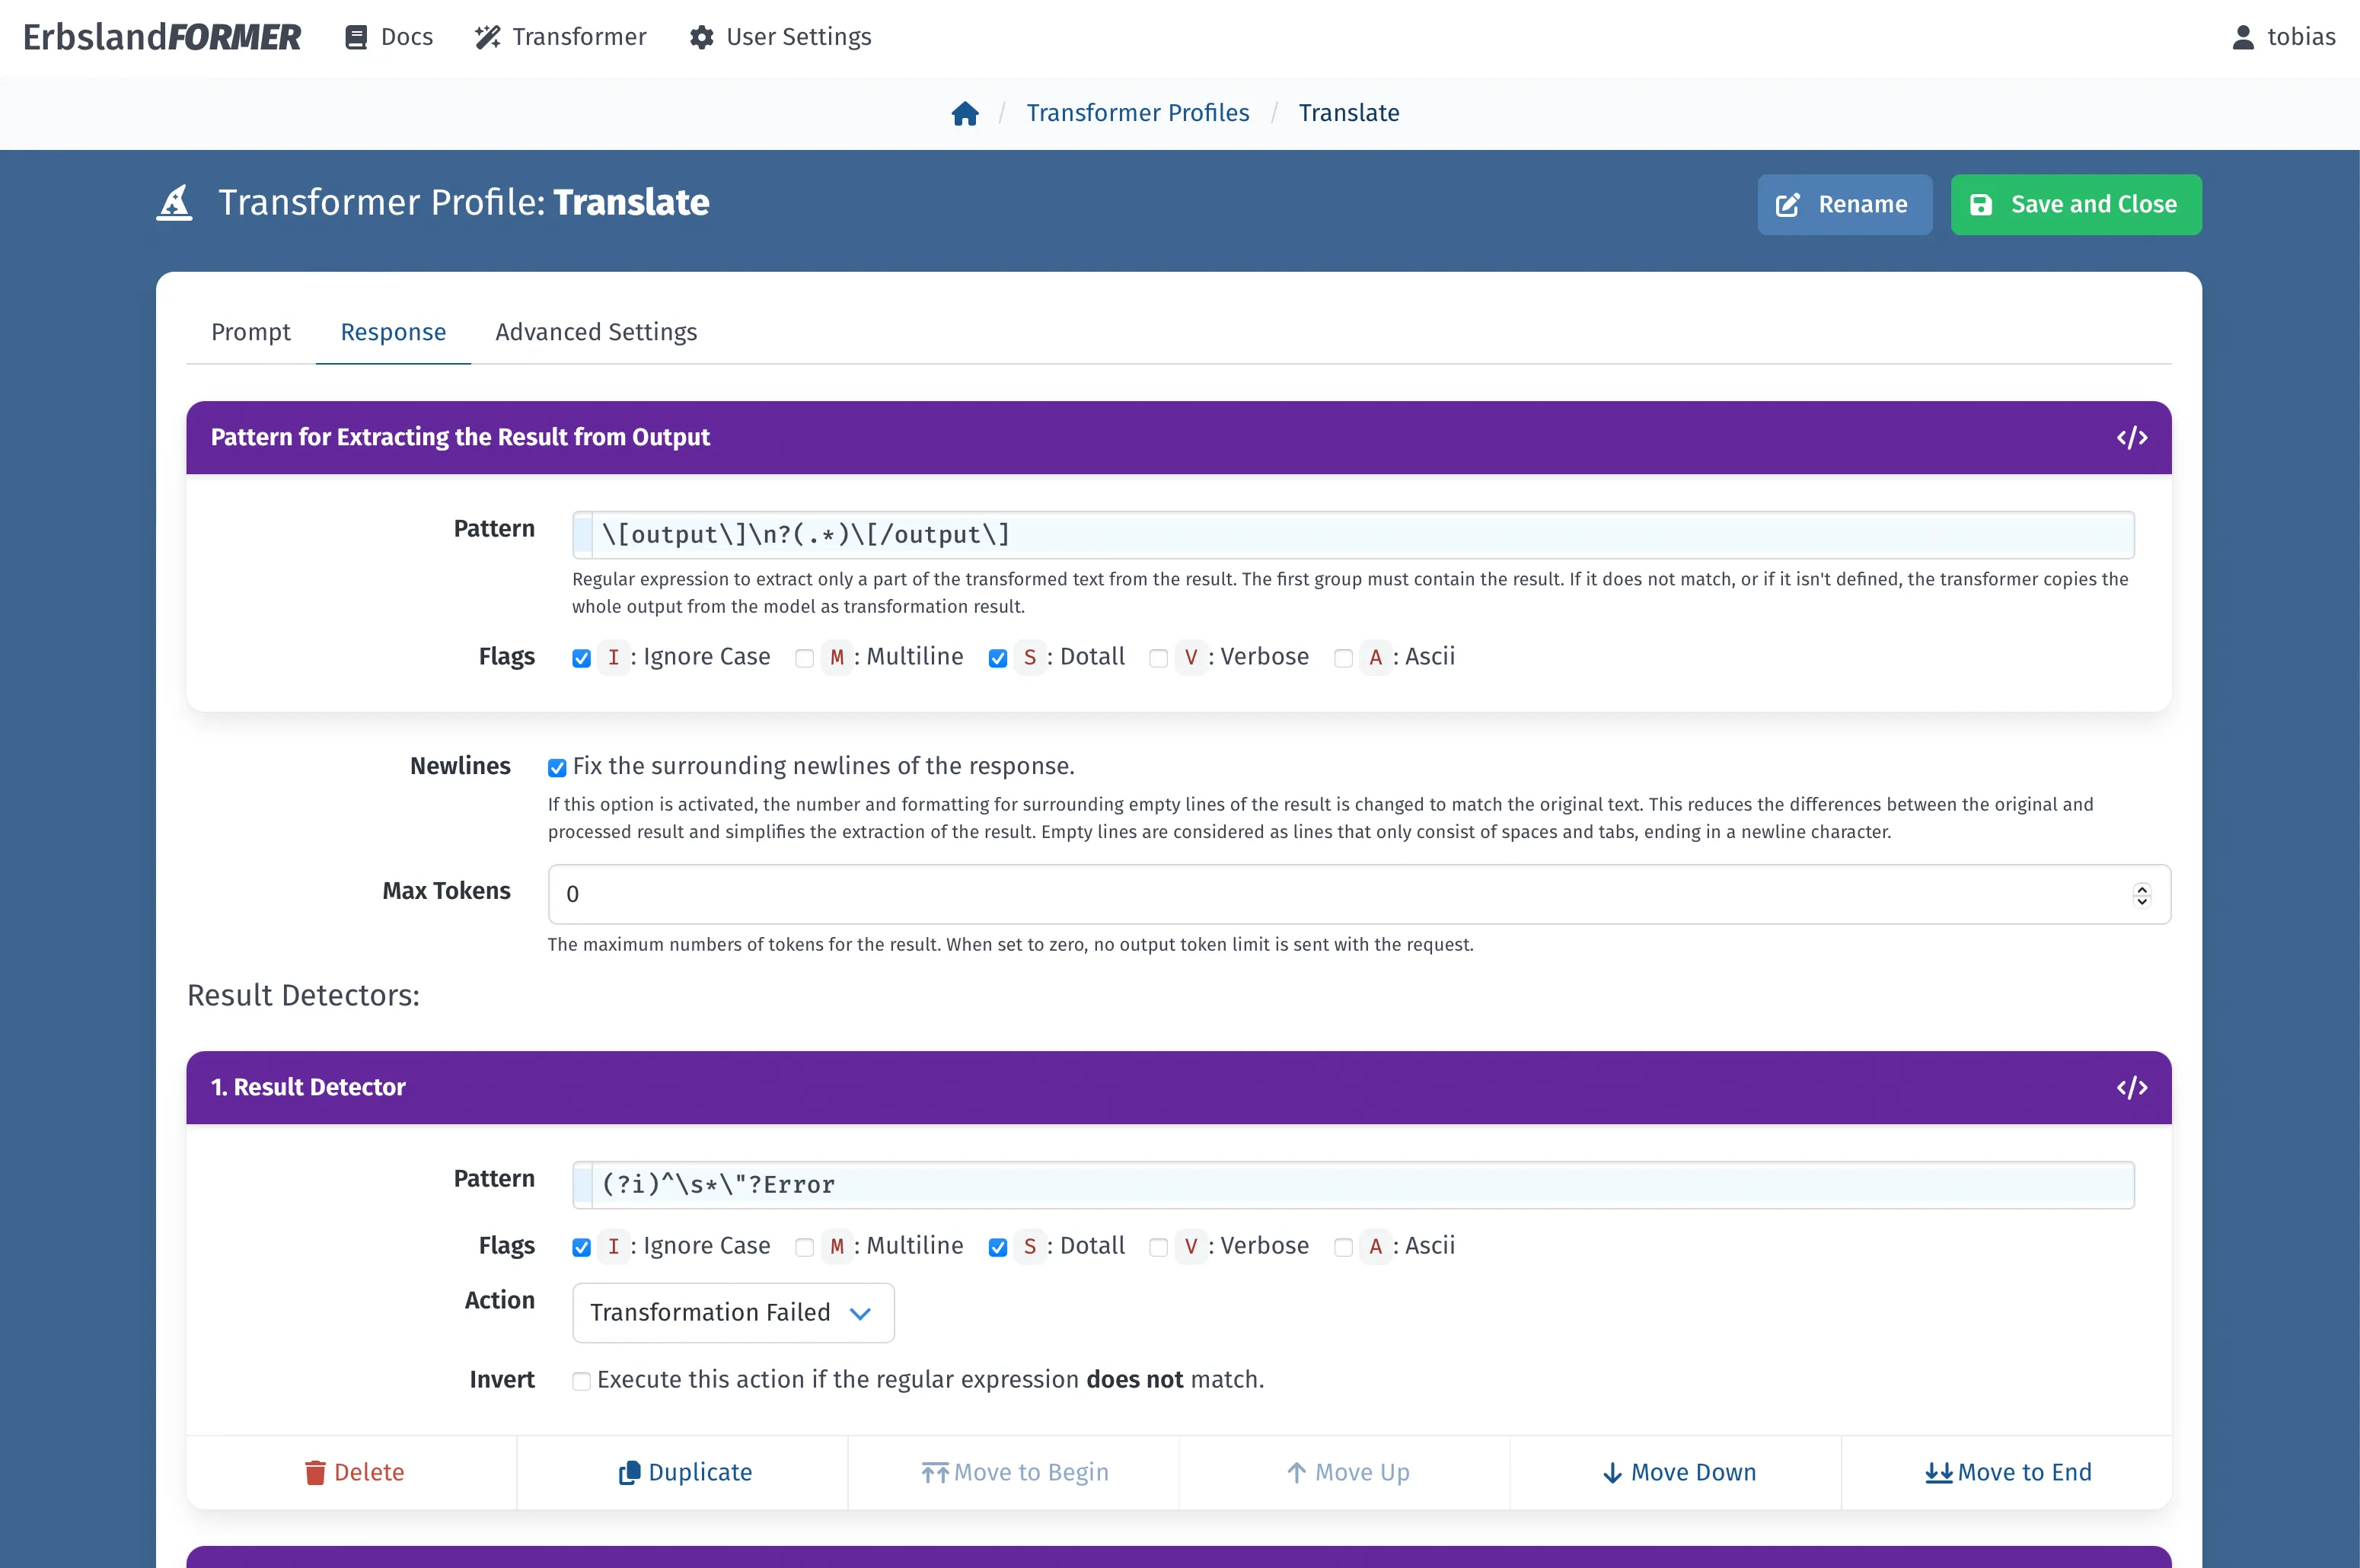 ErbslandFORMER Docs Transformer User Settings tobias
/ Transformer Profiles / Translate
Transformer Profile: Translate Rename Save and Close
Prompt Response Advanced Settings
Pattern for Extracting the Result from Output </>
Pattern \[output\]\n?(.*)\[/output\]
Regular expression to extract only a part of the transformed text from the result. The first group must contain the result. If it does not match, or if it isn't defined, the transformer copies the
whole output from the model as transformation result.
Flags I : Ignore Case M : Multiline S : Dotall V : Verbose A : Ascii
Newlines Fix the surrounding newlines of the response.
If this option is activated, the number and formatting for surrounding empty lines of the result is changed to match the original text. This reduces the differences between the original and
processed result and simplifies the extraction of the result. Empty lines are considered as lines that only consist of spaces and tabs, ending in a newline character.
Max Tokens 0
The maximum numbers of tokens for the result. When set to zero, no output token limit is sent with the request.
Result Detectors:
1. Result Detector </>
Pattern (?i)^\s*\"?Error
Flags I : Ignore Case M : Multiline S : Dotall V : Verbose A : Ascii
Action Transformation Failed
Invert Execute this action if the regular expression does not match.
Delete Duplicate Move to Begin Move Up Move Down Move to End